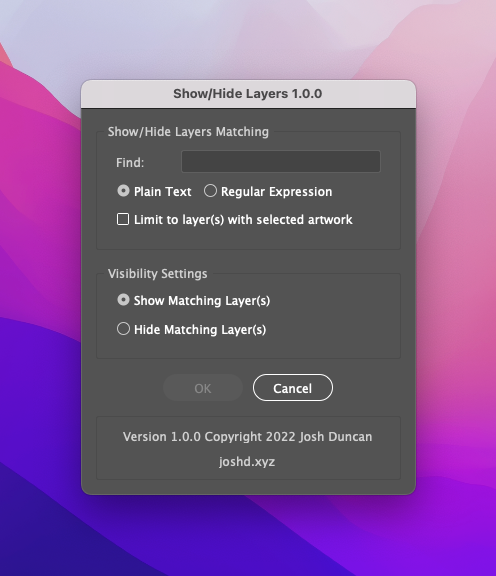 Show/Hide Layers 1.0.0
Show/Hide Layers Matching
Find:
Plain Text Regular Expression
Limit to layer(s) with selected artwork
Visibility Settings
Show Matching Layer(s)
Hide Matching Layer(s)
OK Cancel
Version 1.0.0 Copyright 2022 Josh Duncan
joshd.xyz